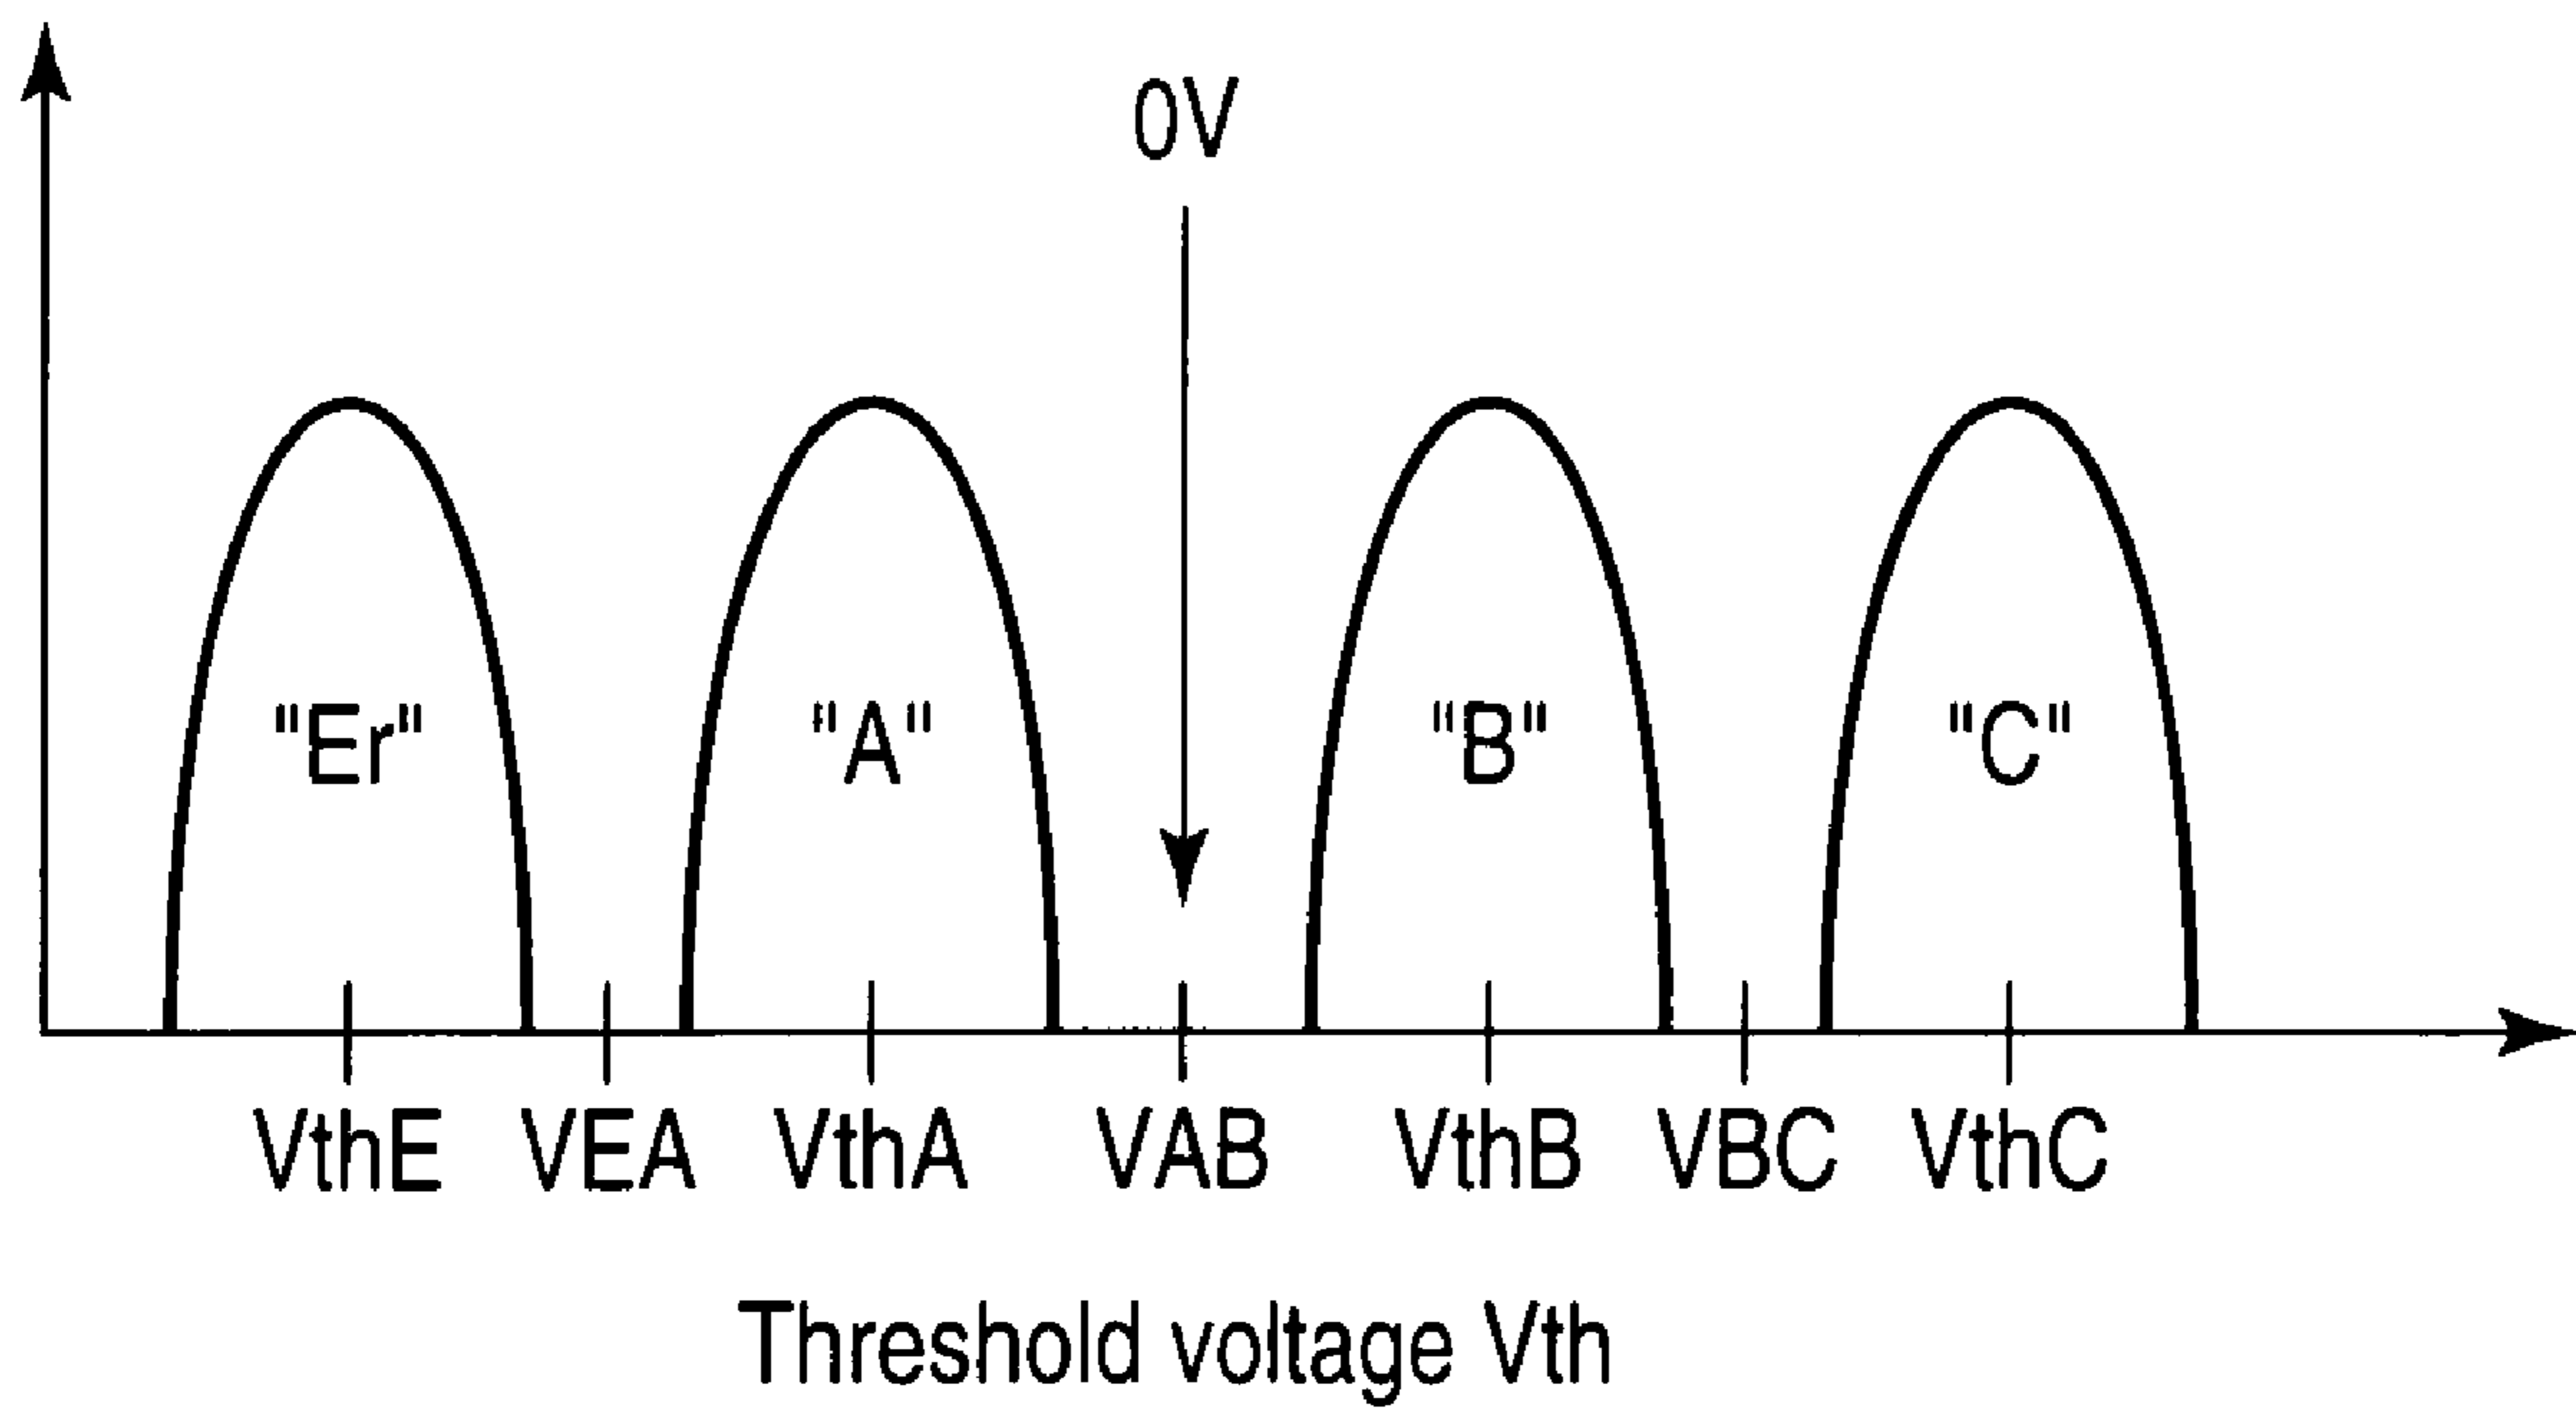 0V
"Er" "A" "B" "C"
VthE VEA VthA VAB VthB VBC VthC
Threshold voltage Vth